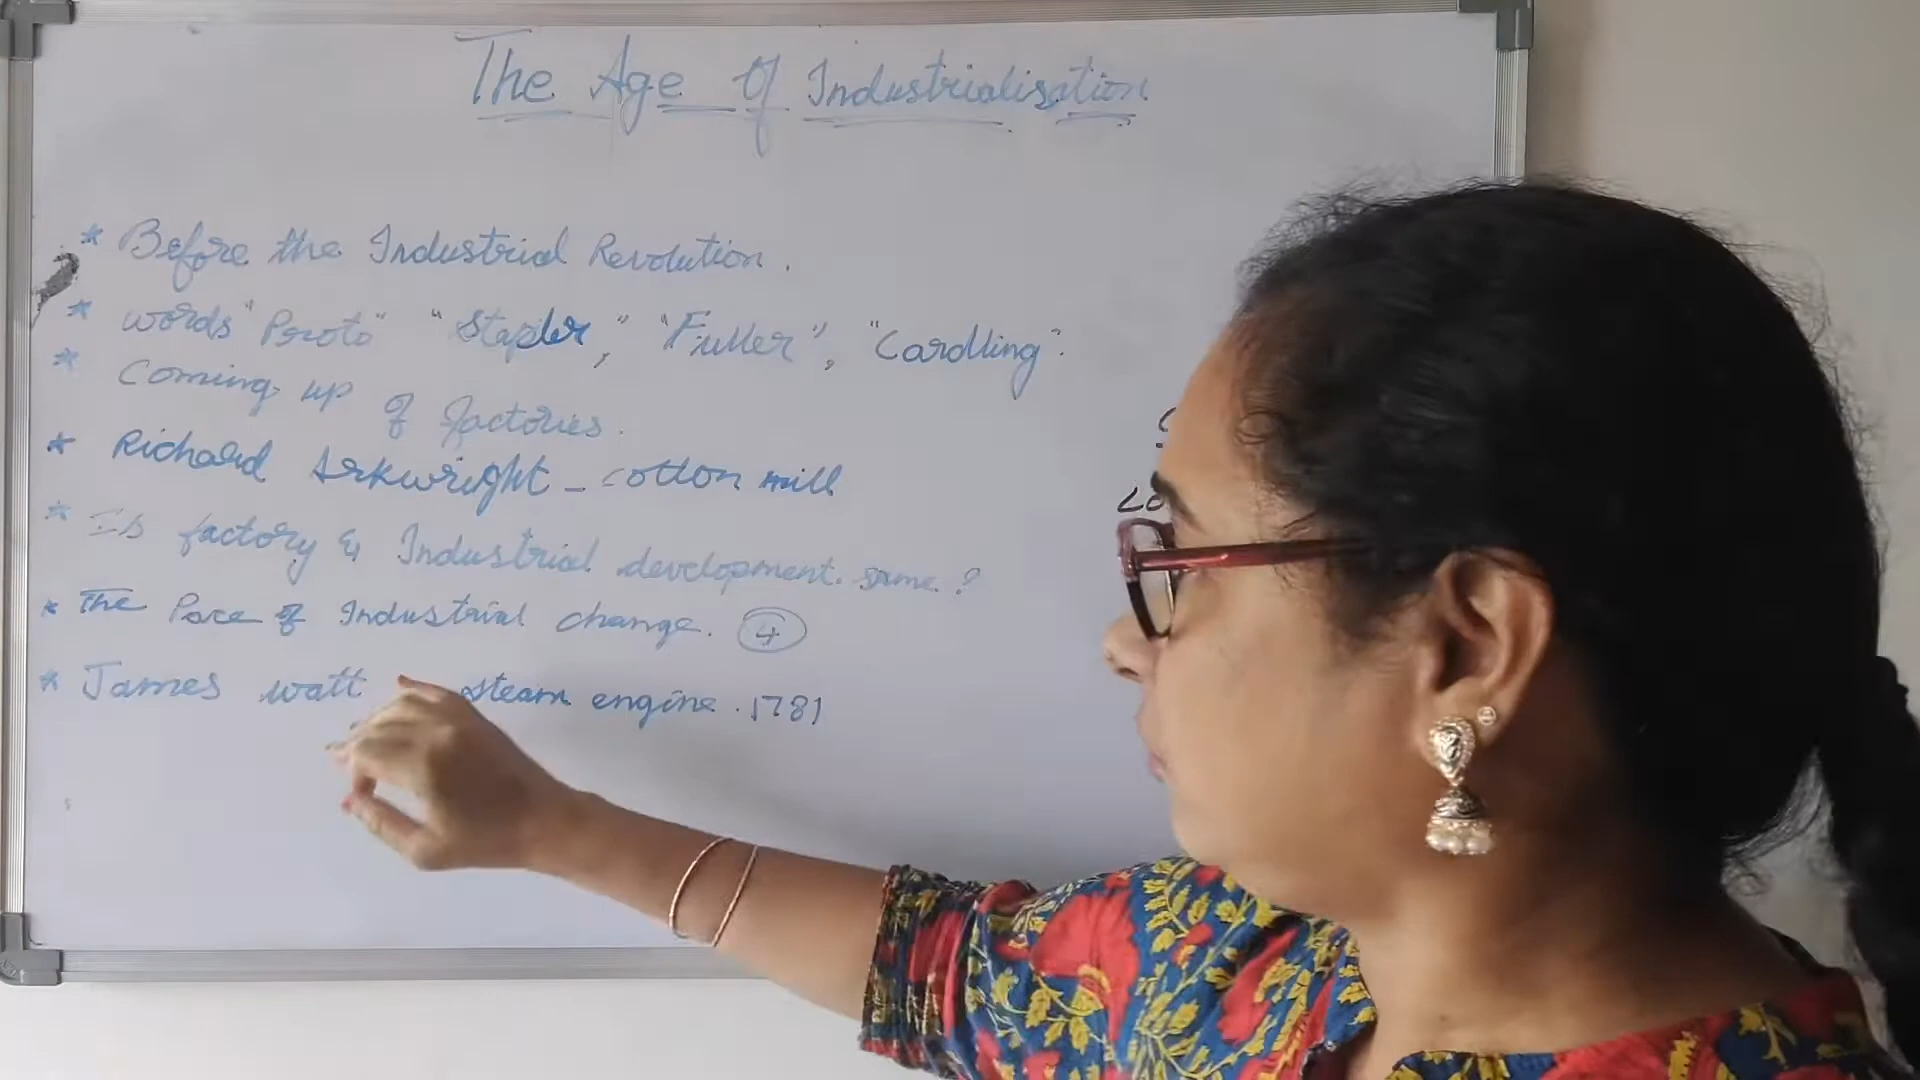 The Age Of Industrialisation
* Before the Industrial Revolution.
* words "Proto" "Stapler," "Fuller", "Cardling".
* Coming up of factories.
* Richard Arkwright - cotton mill
* Is factory & Industrial development same?
* The Pace of Industrial change. 4
* James watt steam engine. 1781